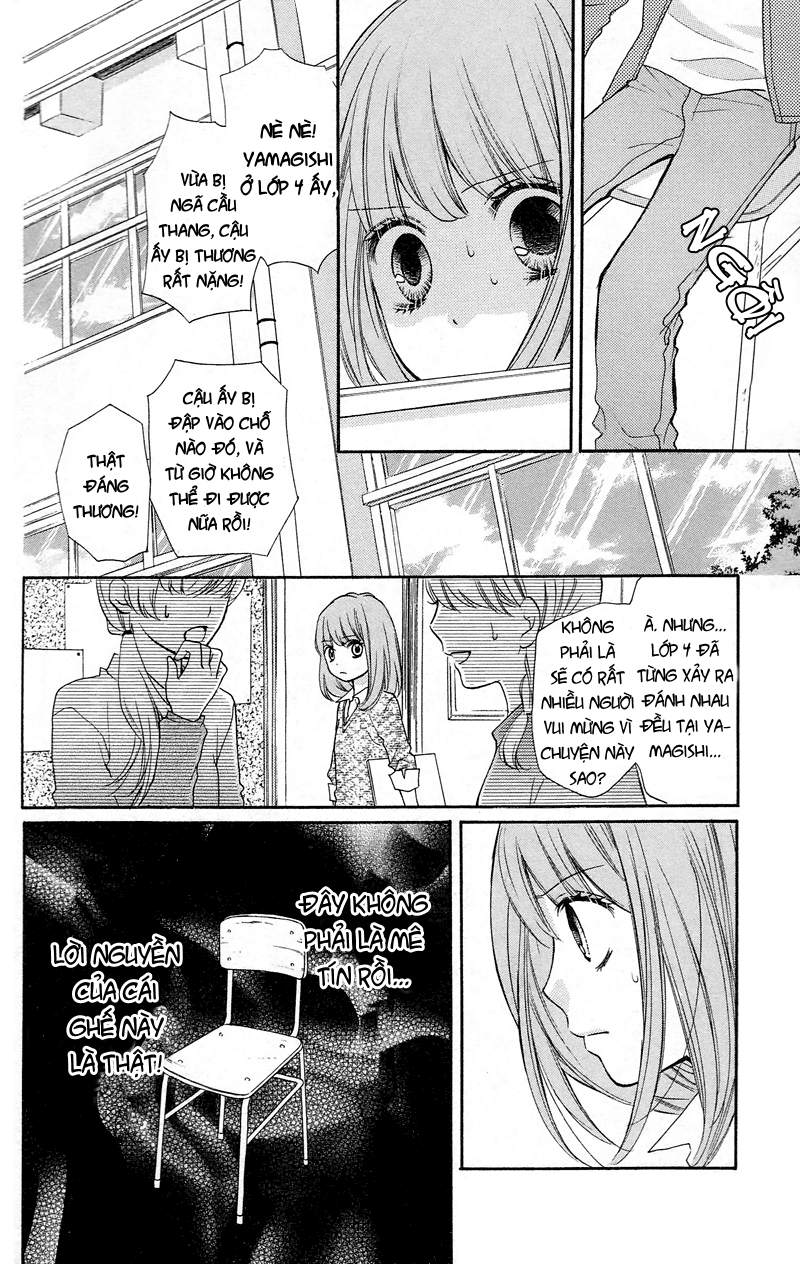 NGỒI
NÈ NÈ!
YAMAGISHI
Ở LỚP 4 ẤY,
VỪA BỊ
NGÃ CẦU
THANG, CẬU
ẤY BỊ THƯƠNG
RẤT NẶNG!
CẬU ẤY BỊ
ĐẬP VÀO CHỖ
NÀO ĐÓ, VÀ
TỪ GIỜ KHÔNG
THỂ ĐI ĐƯỢC
NỮA RỒI!
THẬT
ĐÁNG
THƯƠNG!
À. NHƯNG...
LỚP 4 ĐÃ
TỪNG XẢY RA
ĐÁNH NHAU
ĐỀU TẠI YA-
MAGISHI...
KHÔNG
PHẢI LÀ
SẼ CÓ RẤT
NHIỀU NGƯỜI
VUI MỪNG VÌ
CHUYỆN NÀY
SAO?
ĐÂY KHÔNG
PHẢI LÀ MÊ
TÍN RỒI...
LỜI NGUYỀN
CỦA CÁI
GHẾ NÀY
LÀ THẬT!